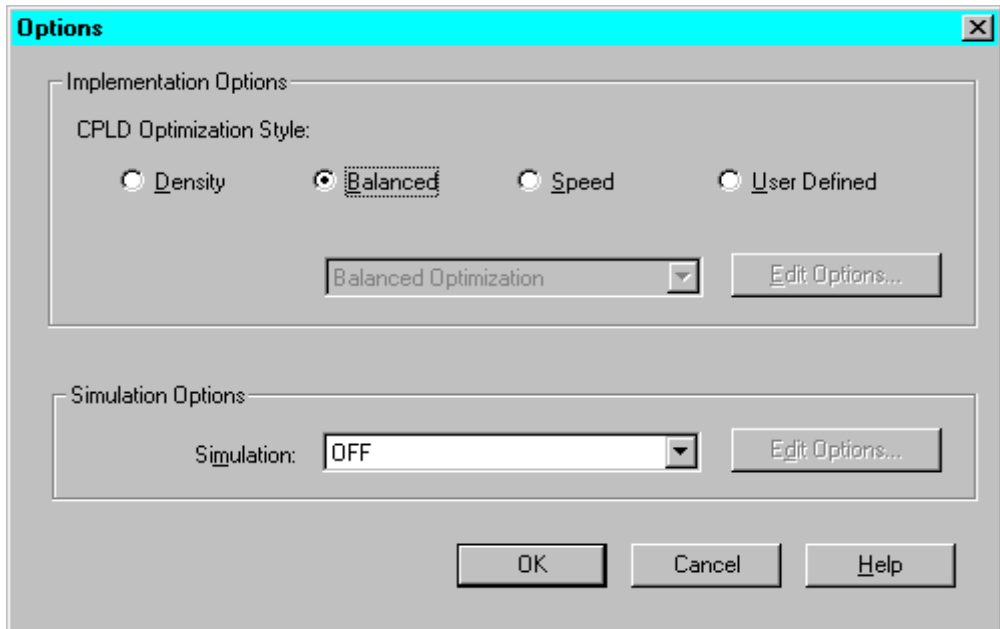 Options
Implementation Options
CPLD Optimization Style:
Density Balanced Speed User Defined
Balanced Optimization Edit Options...
Simulation Options
Simulation: OFF Edit Options...
OK Cancel Help